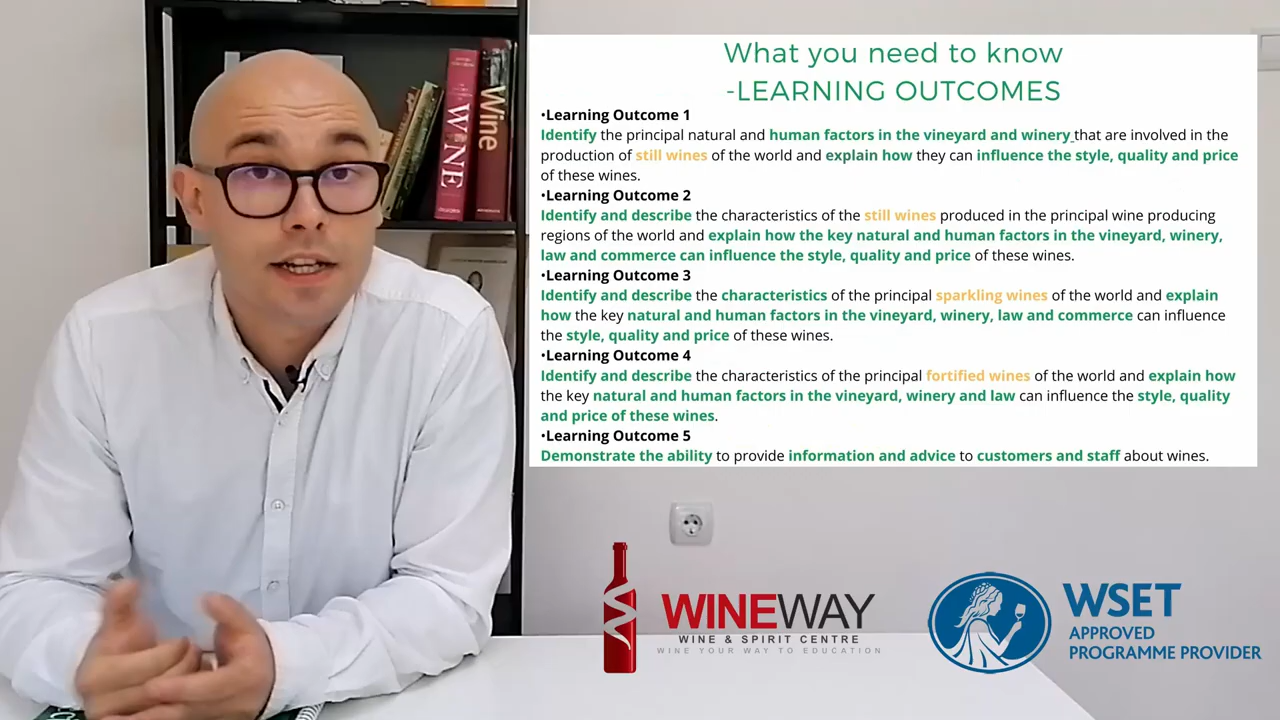 What you need to know
-LEARNING OUTCOMES
•Learning Outcome 1
Identify the principal natural and human factors in the vineyard and winery that are involved in the
production of still wines of the world and explain how they can influence the style, quality and price
of these wines.
•Learning Outcome 2
Identify and describe the characteristics of the still wines produced in the principal wine producing
regions of the world and explain how the key natural and human factors in the vineyard, winery,
law and commerce can influence the style, quality and price of these wines.
•Learning Outcome 3
Identify and describe the characteristics of the principal sparkling wines of the world and explain
how the key natural and human factors in the vineyard, winery, law and commerce can influence
the style, quality and price of these wines.
•Learning Outcome 4
Identify and describe the characteristics of the principal fortified wines of the world and explain how
the key natural and human factors in the vineyard, winery and law can influence the style, quality
and price of these wines.
•Learning Outcome 5
Demonstrate the ability to provide information and advice to customers and staff about wines.
WINE
Wine
WINEWAY
WINE & SPIRIT CENTRE
WINE YOUR WAY TO EDUCATION
WSET
APPROVED
PROGRAMME PROVIDER